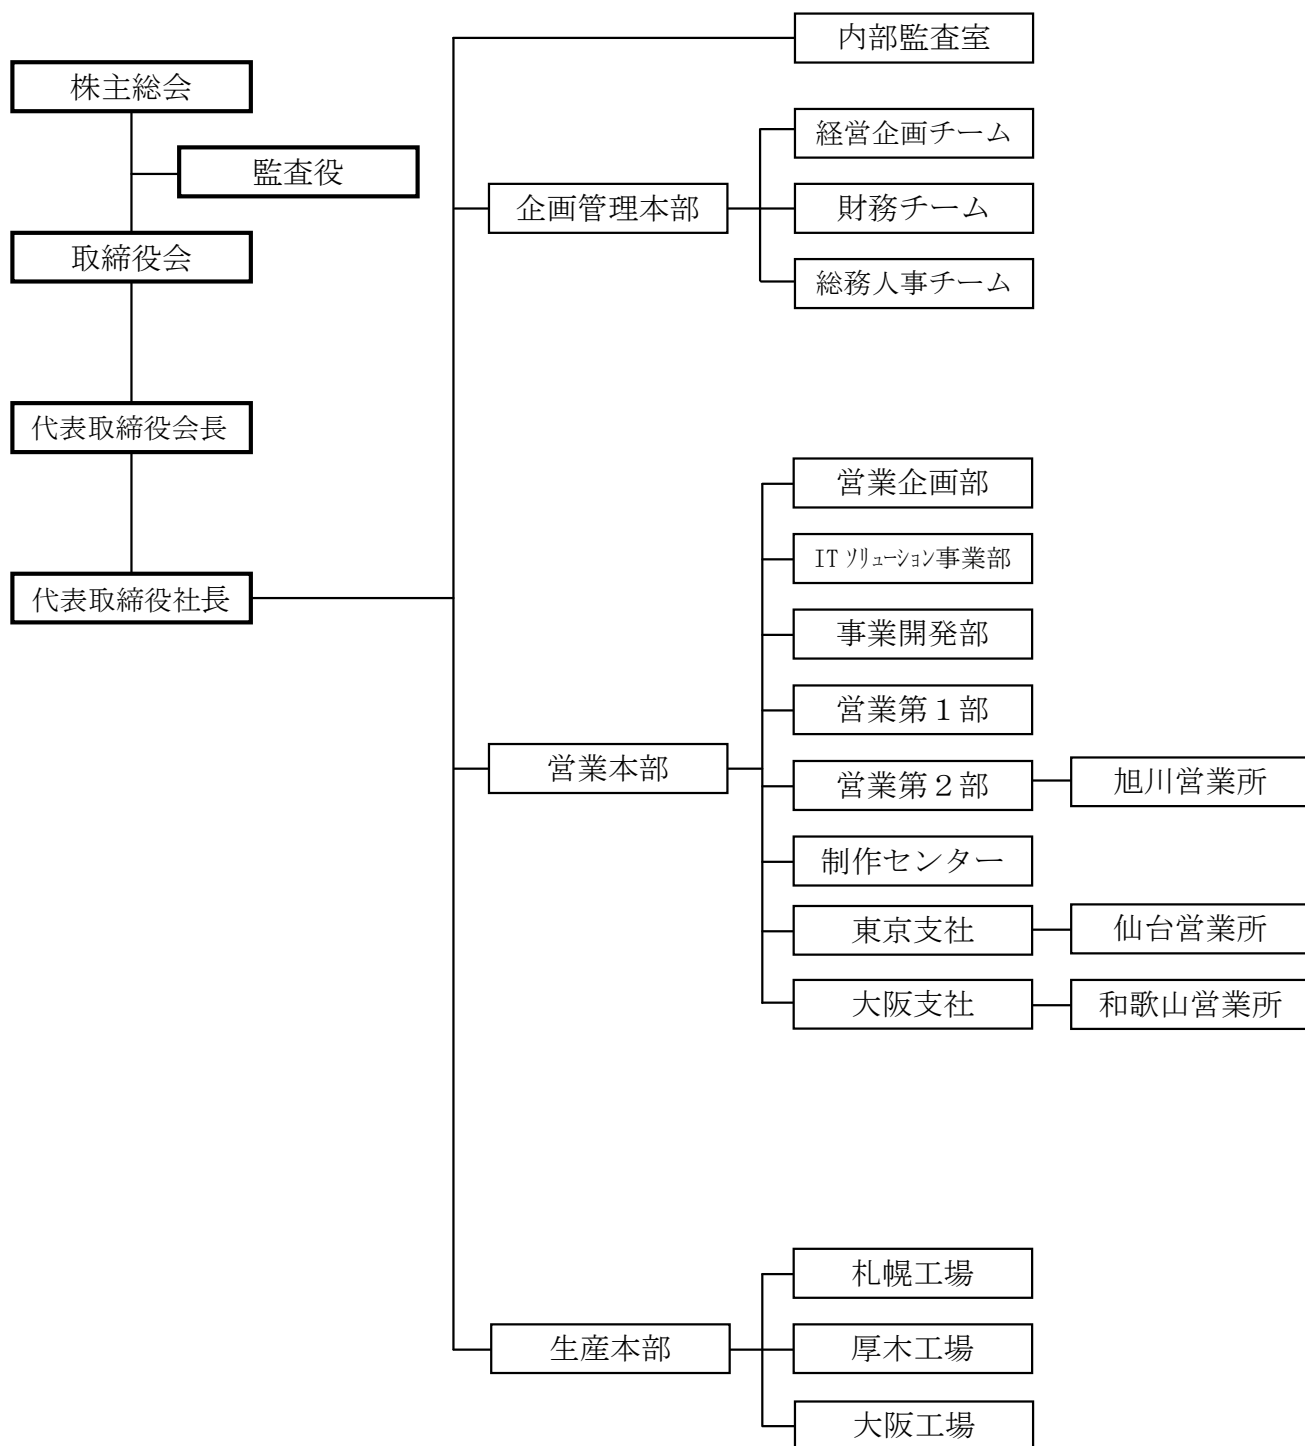 株主総会
監査役
取締役会
代表取締役会長
代表取締役社長
内部監査室
企画管理本部
経営企画チーム
財務チーム
総務人事チーム
営業本部
営業企画部
IT ソリューション事業部
事業開発部
営業第１部
営業第２部
旭川営業所
制作センター
東京支社
仙台営業所
大阪支社
和歌山営業所
生産本部
札幌工場
厚木工場
大阪工場